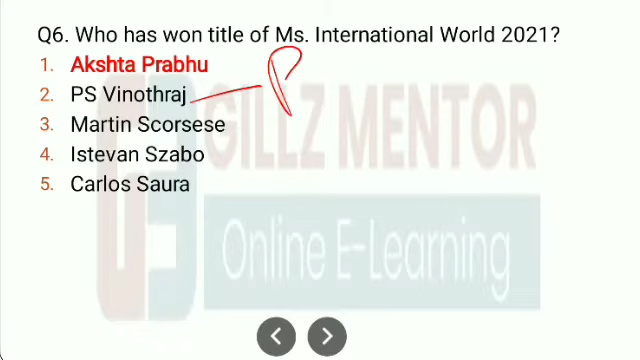 Q6. Who has won title of Ms. International World 2021?
1. Akshta Prabhu
2. PS Vinothraj
3. Martin Scorsese
4. Istevan Szabo
5. Carlos Saura
GILLZ MENTOR
Online E-Learning